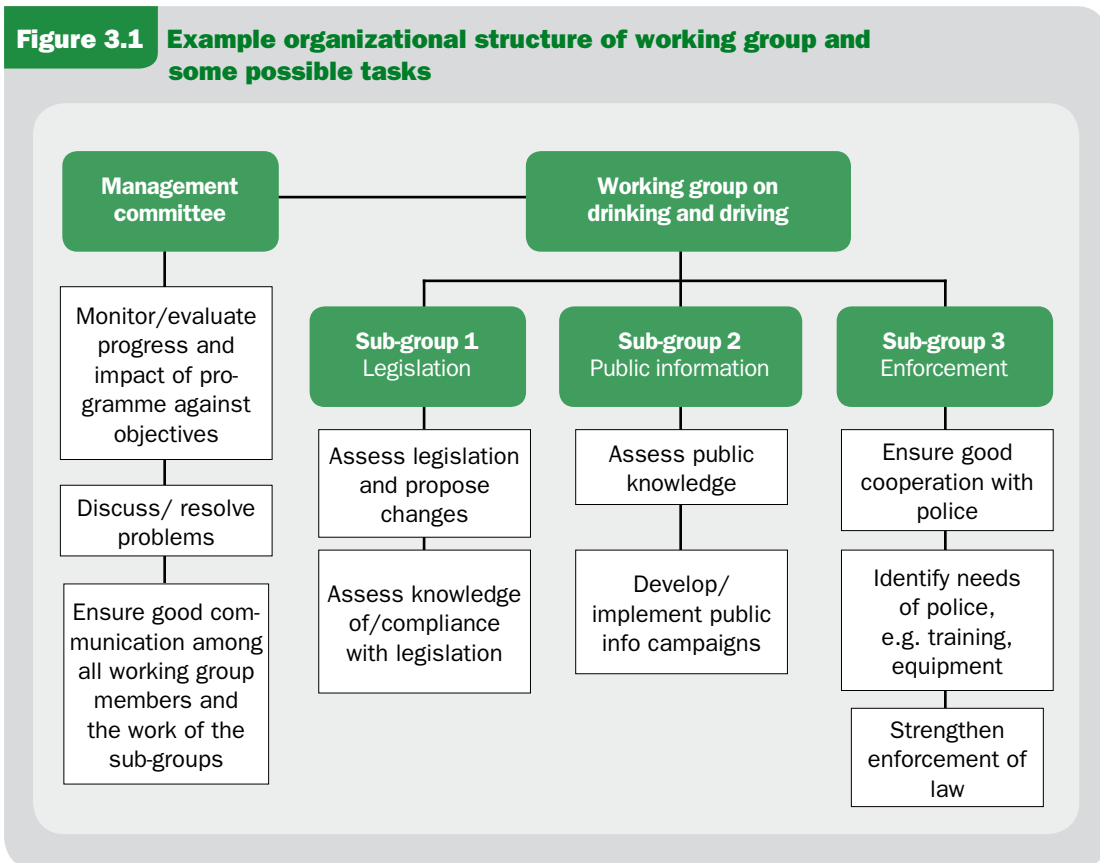 Figure 3.1
Example organizational structure of working group and
some possible tasks
Management
committee
Working group on
drinking and driving
Monitor/evaluate
progress and
impact of pro-
gramme against
objectives
Discuss/ resolve
problems
Ensure good com-
munication among
all working group
members and
the work of the
sub-groups
Sub-group 1
Legislation
Assess legislation
and propose
changes
Assess knowledge
of/compliance
with legislation
Sub-group 2
Public information
Assess public
knowledge
Develop/
implement public
info campaigns
Sub-group 3
Enforcement
Ensure good
cooperation with
police
Identify needs
of police,
e.g. training,
equipment
Strengthen
enforcement of
law